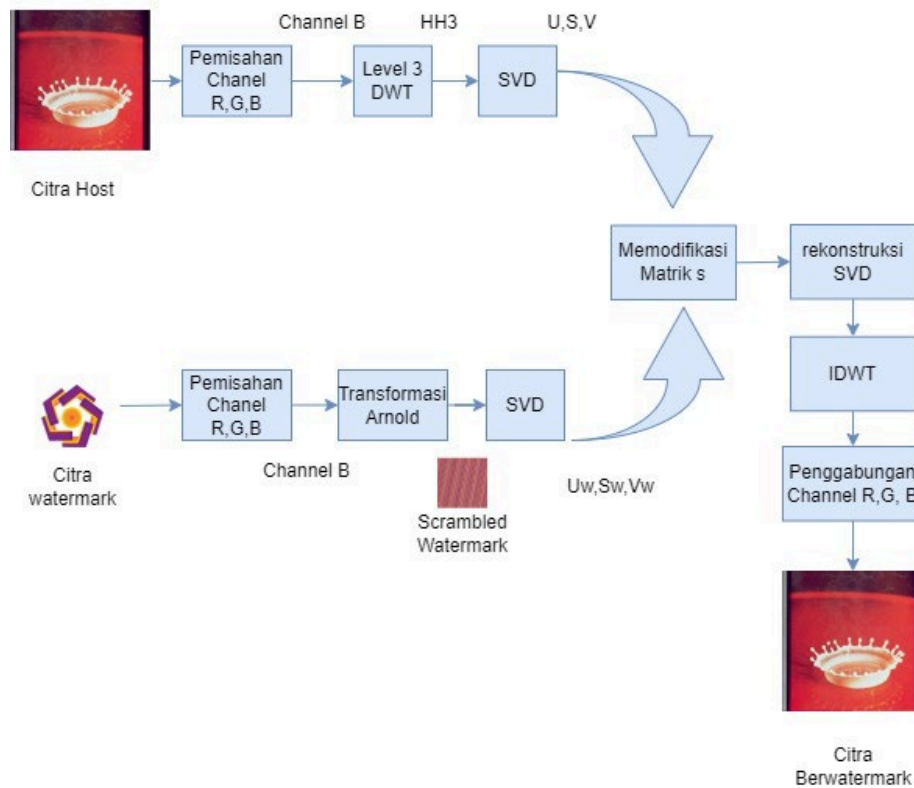 Channel B
HH3
U,S,V
Pemisahan
Chanel
R,G,B
Level 3
DWT
SVD
Citra Host
Memodifikasi
Matrik s
rekonstruksi
SVD
IDWT
Pemisahan
Chanel
R,G,B
Transformasi
Arnold
SVD
Channel B
Citra
watermark
Scrambled
Watermark
Uw,Sw,Vw
Penggabungan
Channel R,G, B
Citra
Berwatermark